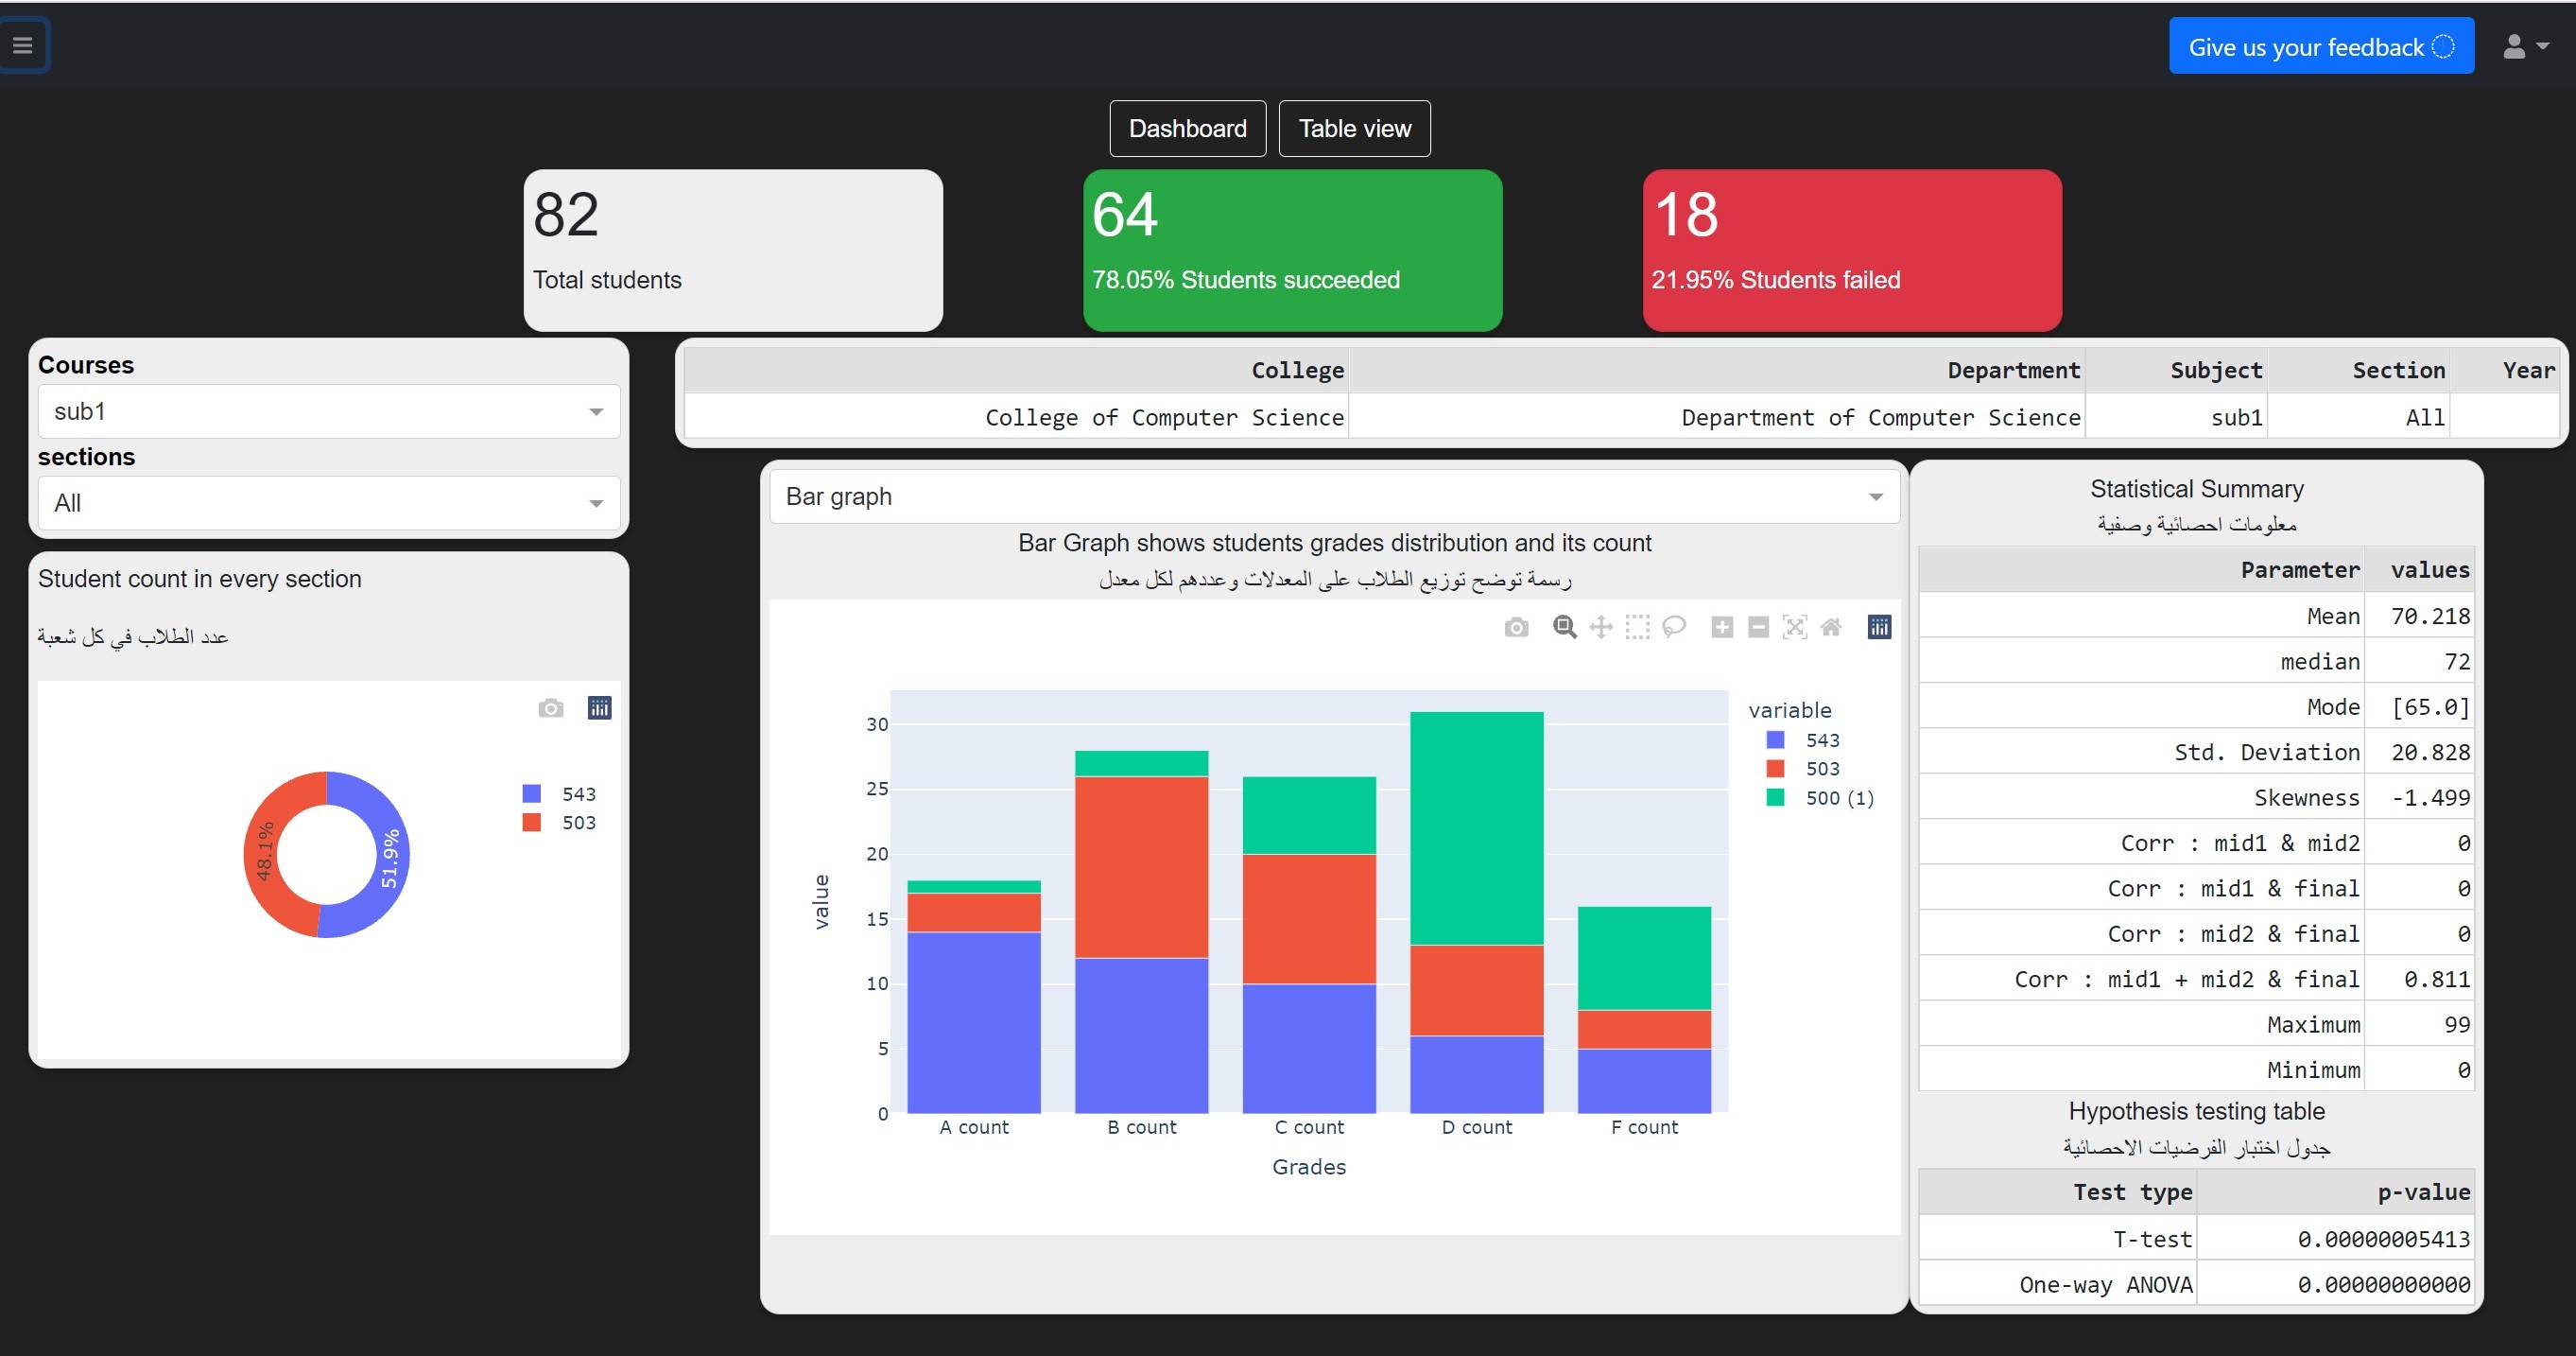 Give us your feedback
Dashboard
Table view
82
Total students
64
78.05% Students succeeded
18
21.95% Students failed
Courses
sub1
sections
All
College Department Subject Section Year
College of Computer Science Department of Computer Science sub1 All
Student count in every section
عدد الطلاب في كل شعبة
543
503
48.1%
51.9%
Bar graph
Bar Graph shows students grades distribution and its count
رسمة توضح توزيع الطلاب على المعدلات وعددهم لكل معدل
variable
543
503
500 (1)
value
30
25
20
15
10
5
0
A count B count C count D count F count
Grades
Statistical Summary
معلومات احصائية وصفية
Parameter values
Mean 70.218
median 72
Mode [65.0]
Std. Deviation 20.828
Skewness -1.499
Corr : mid1 & mid2 0
Corr : mid1 & final 0
Corr : mid2 & final 0
Corr : mid1 + mid2 & final 0.811
Maximum 99
Minimum 0
Hypothesis testing table
جدول اختبار الفرضيات الاحصائية
Test type p-value
T-test 0.00000005413
One-way ANOVA 0.00000000000